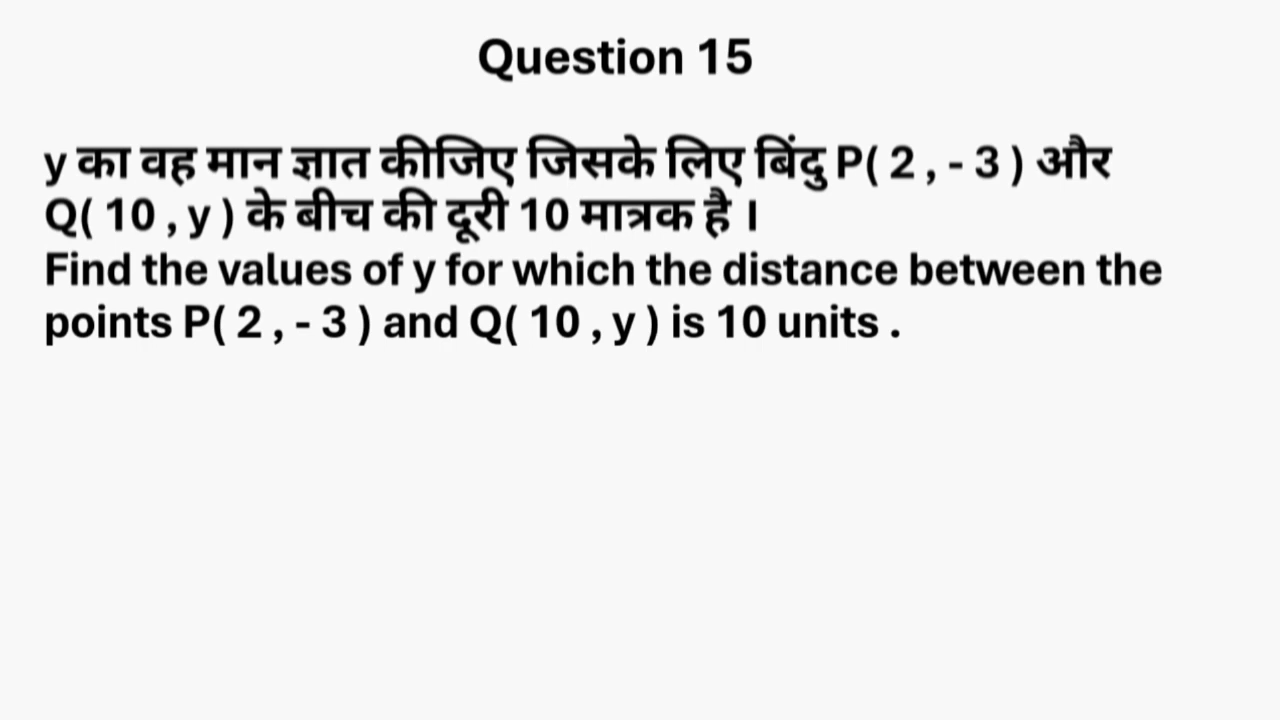 Question 15
y का वह मान ज्ञात कीजिए जिसके लिए बिंदु P( 2 , - 3 ) और
Q( 10 , y ) के बीच की दूरी 10 मात्रक है ।
Find the values of y for which the distance between the
points P( 2 , - 3 ) and Q( 10 , y ) is 10 units .